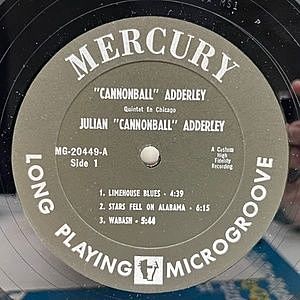 MERCURY
"CANNONBALL" ADDERLEY
Quintet En Chicago
JULIAN "CANNONBALL" ADDERLEY
MG-20449-A
Side 1
A Custom
High
Fidelity
Recording
1. LIMEHOUSE BLUES - 4:39
2. STARS FELL ON ALABAMA - 6:15
3. WABASH - 5:44
LONG PLAYING MICROGROOVE